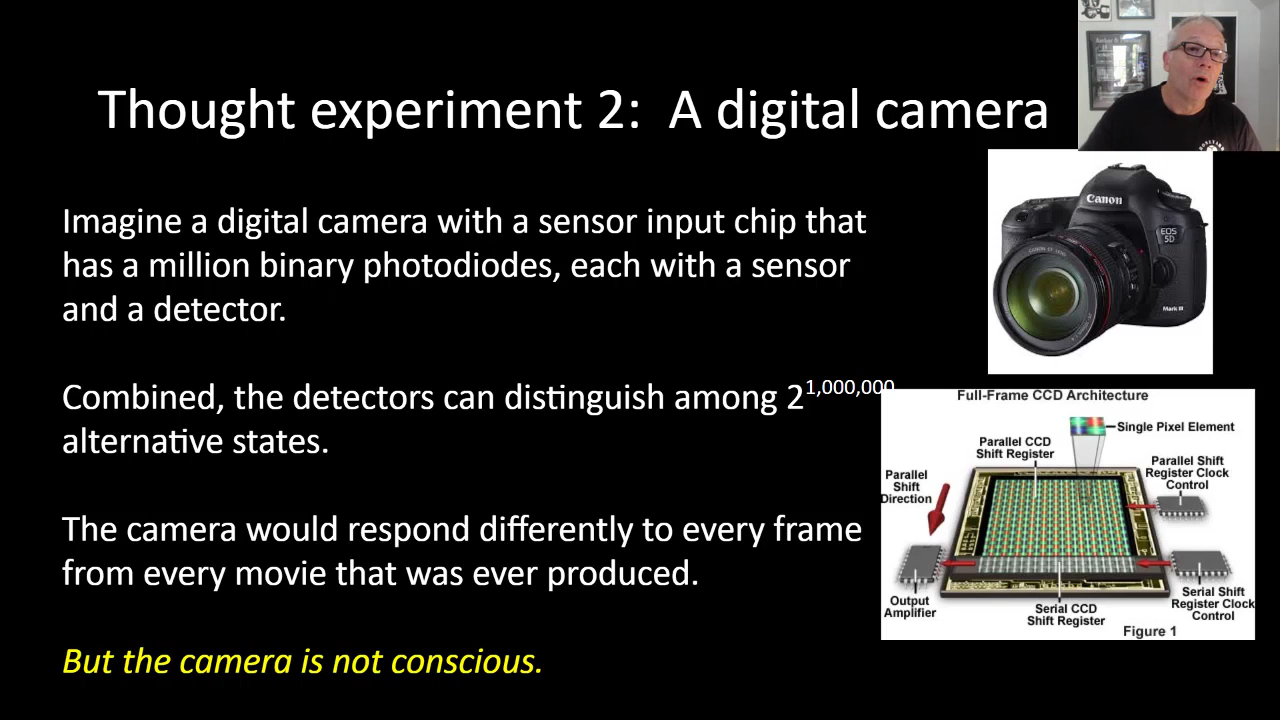 Thought experiment 2:  A digital camera
Imagine a digital camera with a sensor input chip that
has a million binary photodiodes, each with a sensor
and a detector.
Combined, the detectors can distinguish among 2^1,000,000
alternative states.
The camera would respond differently to every frame
from every movie that was ever produced.
But the camera is not conscious.
Canon
EOS
5D
Mark III
Full-Frame CCD Architecture
Single Pixel Element
Parallel CCD
Shift Register
Parallel Shift
Register Clock
Control
Parallel
Shift
Direction
Output
Amplifier
Serial CCD
Shift Register
Serial Shift
Register Clock
Control
Figure 1